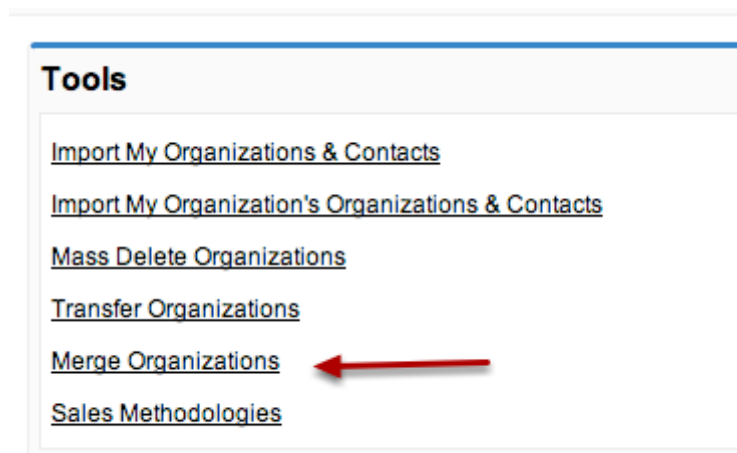 Tools
Import My Organizations & Contacts
Import My Organization's Organizations & Contacts
Mass Delete Organizations
Transfer Organizations
Merge Organizations
Sales Methodologies